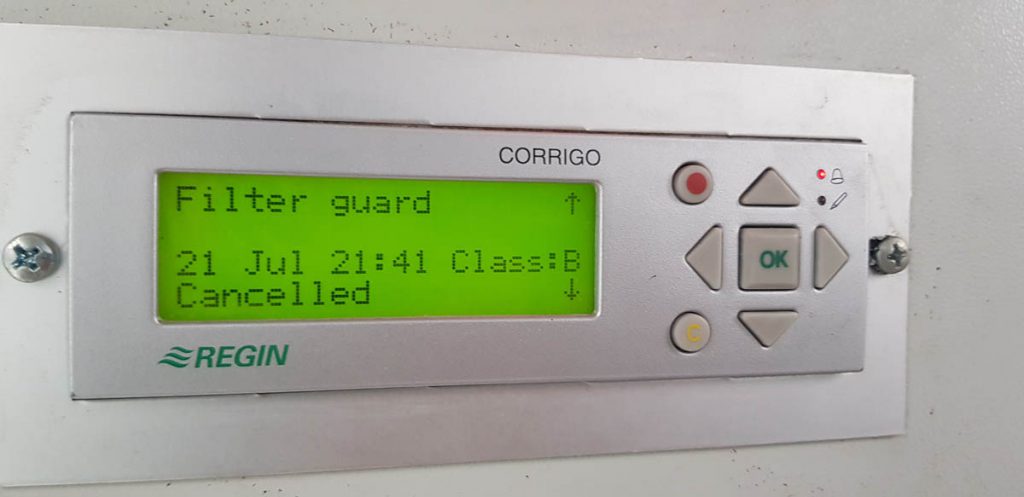 CORRIGO
Filter guard ↑
21 Jul 21:41 Class:B
Cancelled ↓
OK
C
REGIN